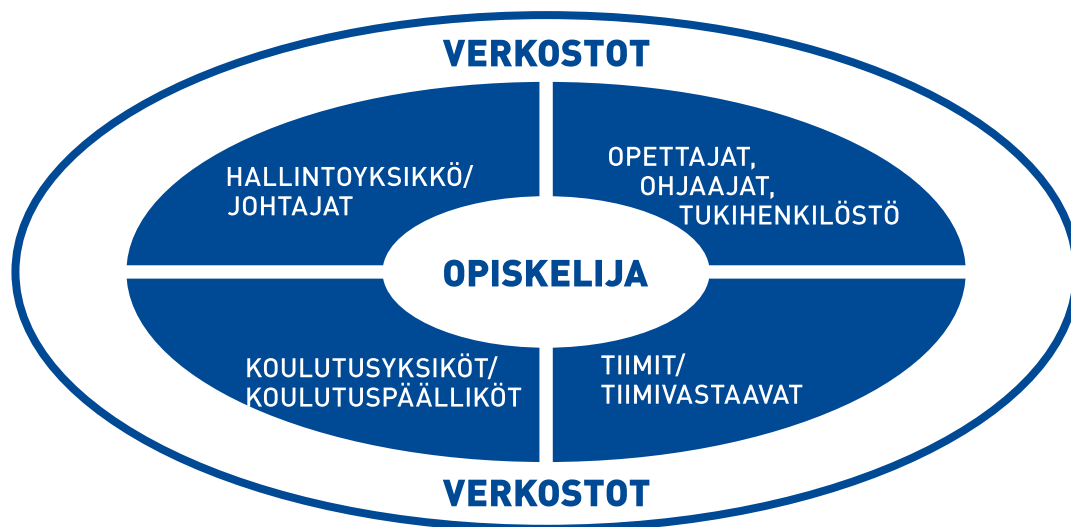 VERKOSTOT
HALLINTOYKSIKKÖ/
JOHTAJAT
OPETTAJAT,
OHJAAJAT,
TUKIHENKILÖSTÖ
OPISKELIJA
KOULUTUSYKSIKÖT/
KOULUTUSPÄÄLLIKÖT
TIIMIT/
TIIMIVASTAAVAT
VERKOSTOT